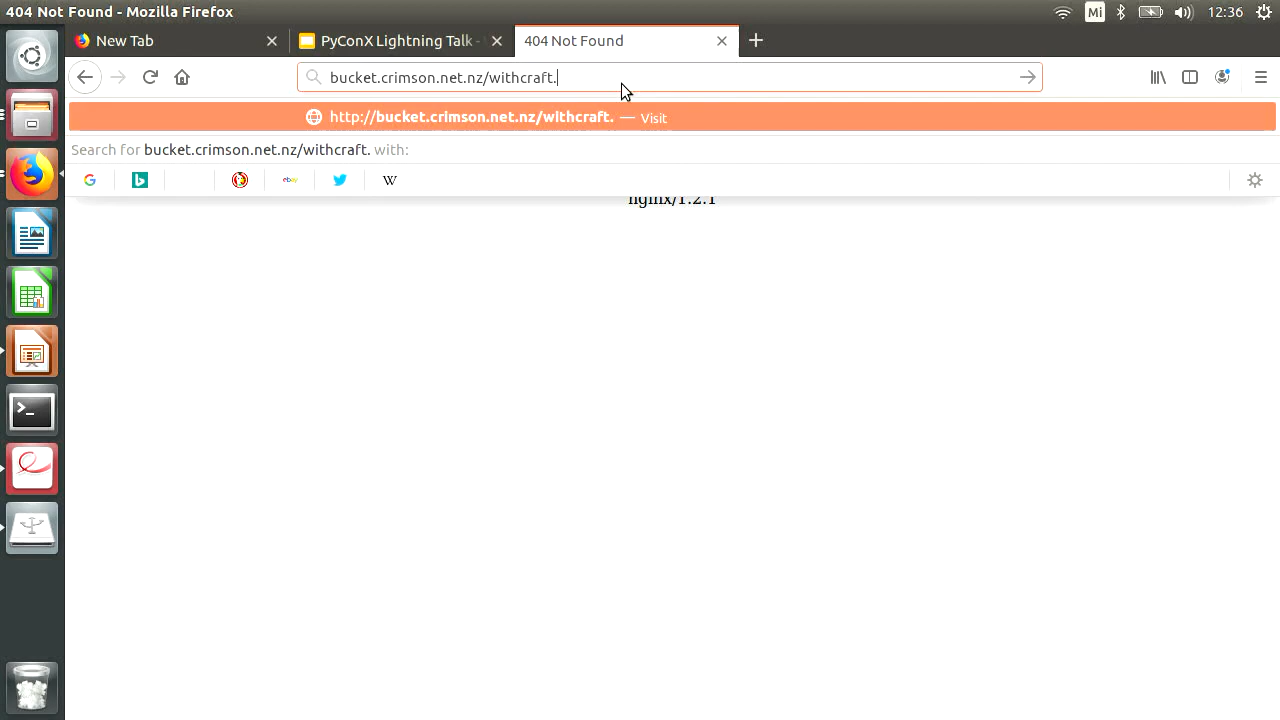 404 Not Found - Mozilla Firefox
Mi
12:36
New Tab
PyConX Lightning Talk -
404 Not Found
bucket.crimson.net.nz/withcraft.
http://bucket.crimson.net.nz/withcraft. — Visit
Search for bucket.crimson.net.nz/withcraft. with:
G
b
ebay
W
nginx/1.2.1